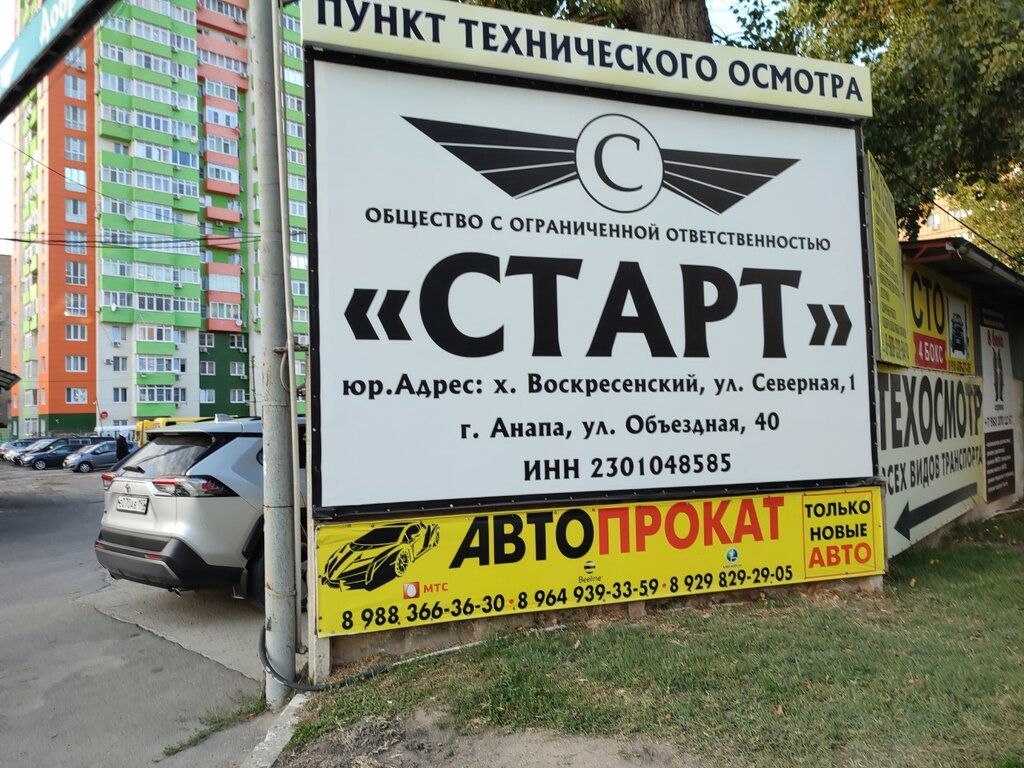 ПУНКТ ТЕХНИЧЕСКОГО ОСМОТРА
С
ОБЩЕСТВО С ОГРАНИЧЕННОЙ ОТВЕТСТВЕННОСТЬЮ
«СТАРТ»
юр.Адрес: х. Воскресенский, ул. Северная,1
г. Анапа, ул. Объездная, 40
ИНН 2301048585
АВТОПРОКАТ
ТОЛЬКО
НОВЫЕ
АВТО
МТС
Beeline
8 988 366-36-30 • 8 964 939-33-59 • 8 929 829-29-05
СТО
4 БОКС
ТЕХОСМОТР
ВСЕХ ВИДОВ ТРАНСПОРТА